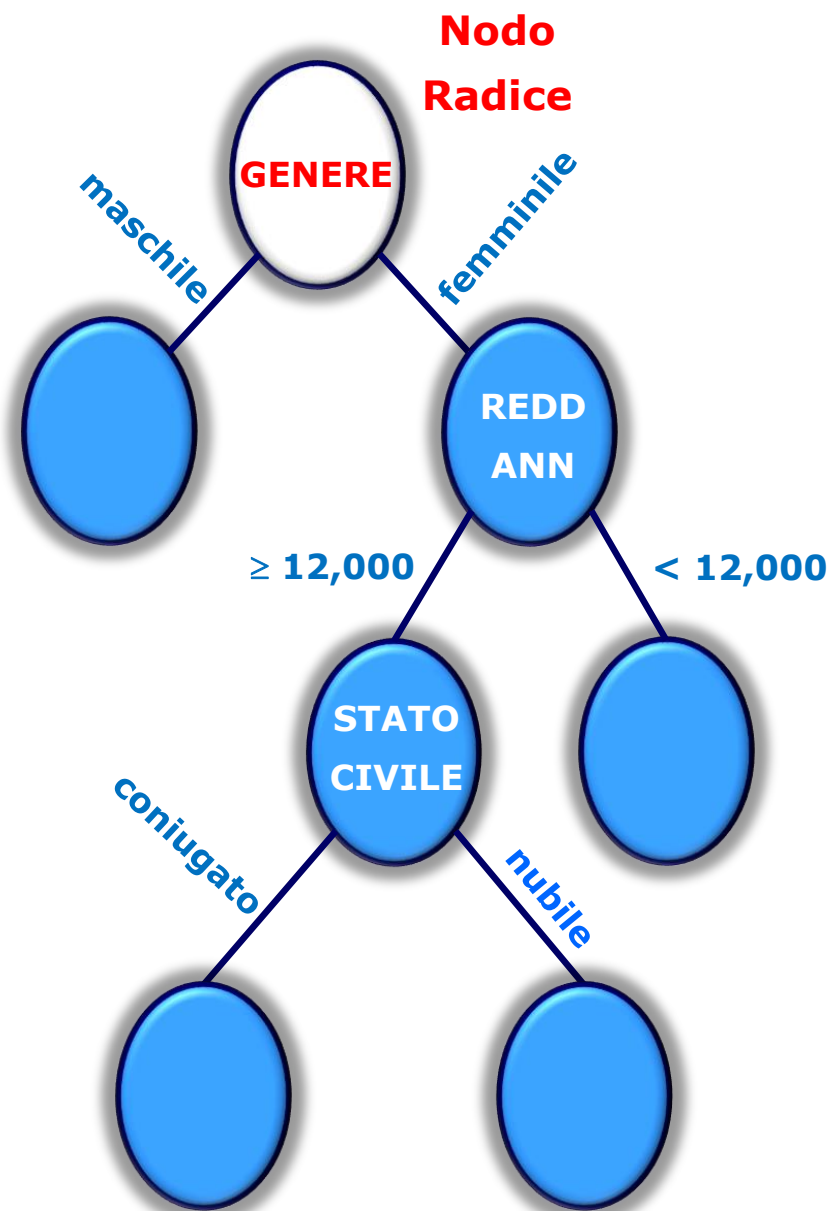 Nodo
Radice
GENERE
maschile
femminile
REDD
ANN
≥ 12,000
< 12,000
STATO
CIVILE
coniugato
nubile